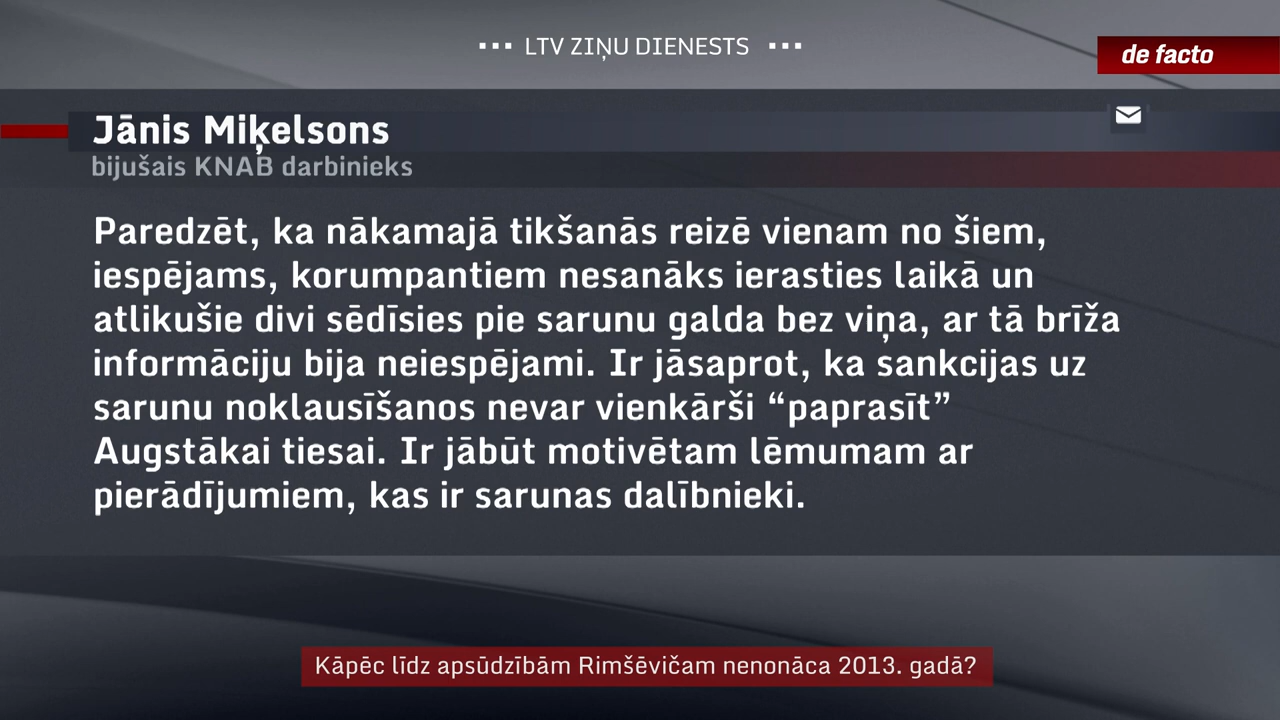 LTV ZIŅU DIENESTS
de facto
Jānis Miķelsons
bijušais KNAB darbinieks
Paredzēt, ka nākamajā tikšanās reizē vienam no šiem,
iespējams, korumpantiem nesanāks ierasties laikā un
atlikušie divi sēdīsies pie sarunu galda bez viņa, ar tā brīža
informāciju bija neiespējami. Ir jāsaprot, ka sankcijas uz
sarunu noklausīšanos nevar vienkārši “paprasīt”
Augstākai tiesai. Ir jābūt motivētam lēmumam ar
pierādījumiem, kas ir sarunas dalībnieki.
Kāpēc līdz apsūdzībām Rimšēvičam nenonāca 2013. gadā?